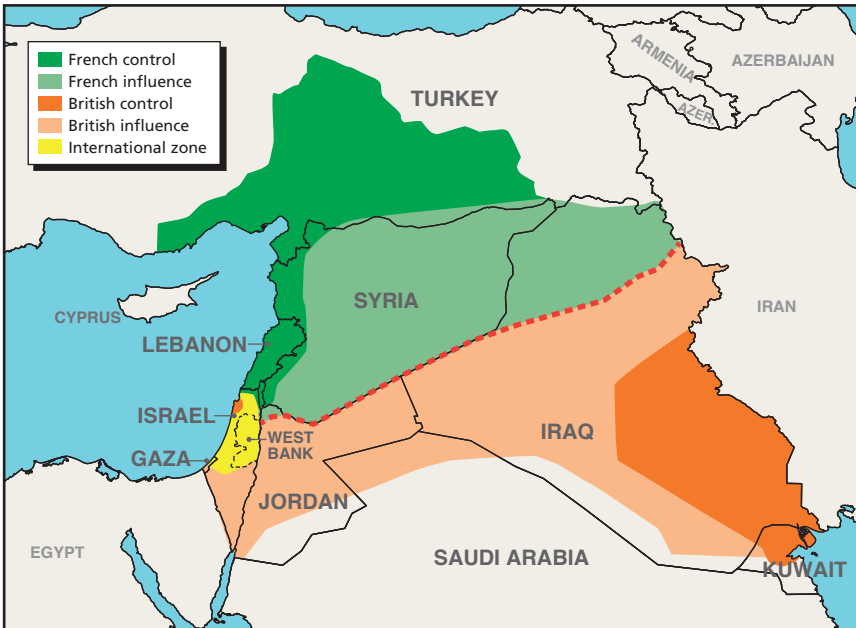 French control
French influence
British control
British influence
International zone
TURKEY
ARMENIA
AZERBAIJAN
AZER.
CYPRUS
SYRIA
IRAN
LEBANON
ISRAEL
WEST
BANK
IRAQ
GAZA
JORDAN
EGYPT
SAUDI ARABIA
KUWAIT